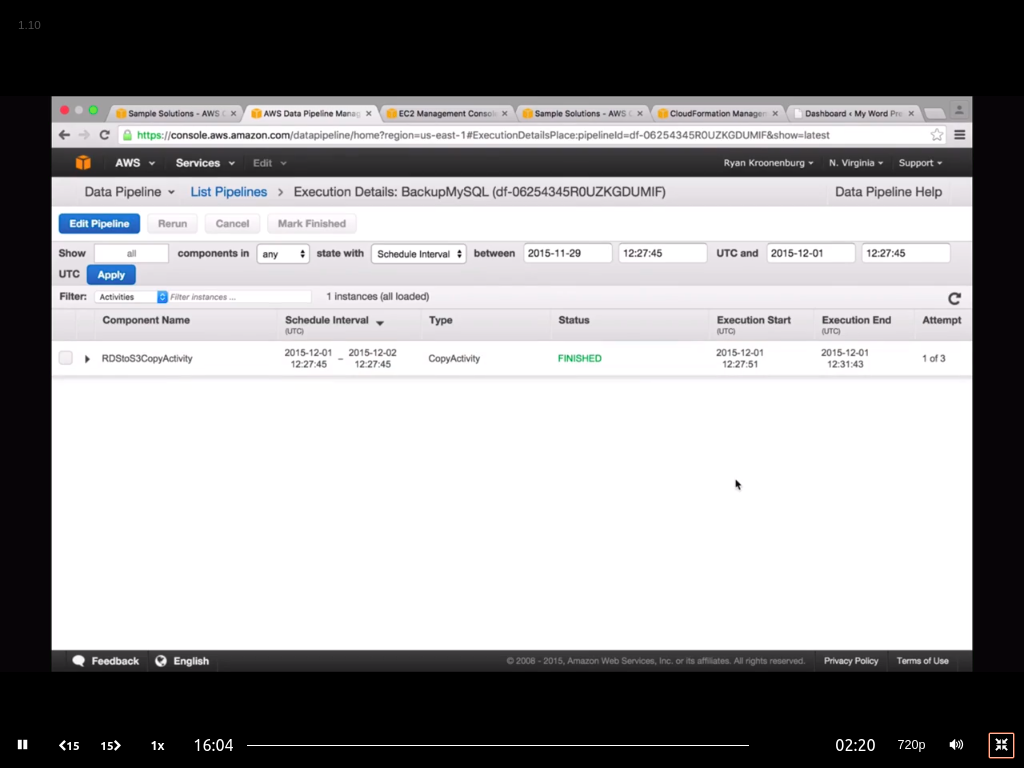 1.10
Sample Solutions - AWS
AWS Data Pipeline Manag
EC2 Management Consol
Sample Solutions - AWS
CloudFormation Managem
Dashboard ‹ My Word Pre
https://console.aws.amazon.com/datapipeline/home?region=us-east-1#ExecutionDetailsPlace:pipelineId=df-06254345R0UZKGDUMIF&show=latest
AWS Services Edit Ryan Kroonenburg N. Virginia Support
Data Pipeline List Pipelines > Execution Details: BackupMySQL (df-06254345R0UZKGDUMIF) Data Pipeline Help
Edit Pipeline Rerun Cancel Mark Finished
Show all components in any state with Schedule Interval between 2015-11-29 12:27:45 UTC and 2015-12-01 12:27:45
UTC Apply
Filter: Activities Filter instances ... 1 instances (all loaded)
Component Name Schedule Interval (UTC) Type Status Execution Start (UTC) Execution End (UTC) Attempt
RDStoS3CopyActivity 2015-12-01 12:27:45 – 2015-12-02 12:27:45 CopyActivity FINISHED 2015-12-01 12:27:51 2015-12-01 12:31:43 1 of 3
Feedback English © 2008 - 2015, Amazon Web Services, Inc. or its affiliates. All rights reserved. Privacy Policy Terms of Use
15 15 1x 16:04 02:20 720p